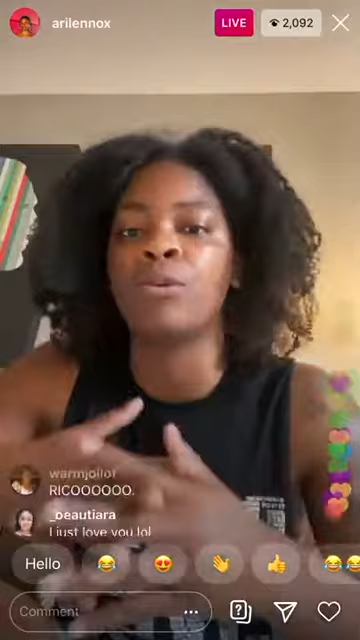 arilennox
LIVE
2,092
warmjollof
RICOOOOOO.
_beautiara
I just love you lol
Hello
Comment